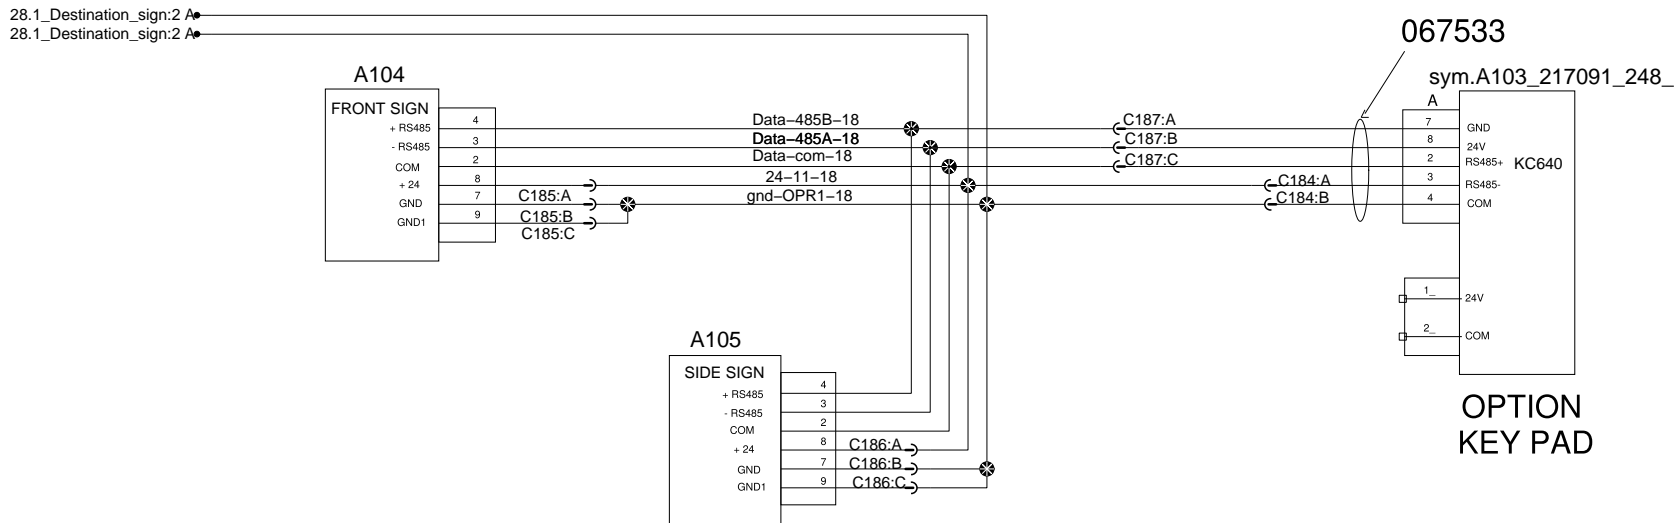 28.1_Destination_sign:2 A
28.1_Destination_sign:2 A
067533
A104
sym.A103_217091_248_
FRONT SIGN
A
+ RS485 4 Data-485B-18 C187:A 7 GND
- RS485 3 Data-485A-18 C187:B 8 24V
COM 2 Data-com-18 C187:C 2 RS485+ KC640
+ 24 8 24-11-18 C184:A 3 RS485-
GND 7 C185:A gnd-OPR1-18 C184:B 4 COM
GND1 9 C185:B
C185:C
1_ 24V
2_ COM
A105
SIDE SIGN
+ RS485 4
- RS485 3
COM 2
+ 24 8 C186:A
GND 7 C186:B
GND1 9 C186:C
OPTION
KEY PAD